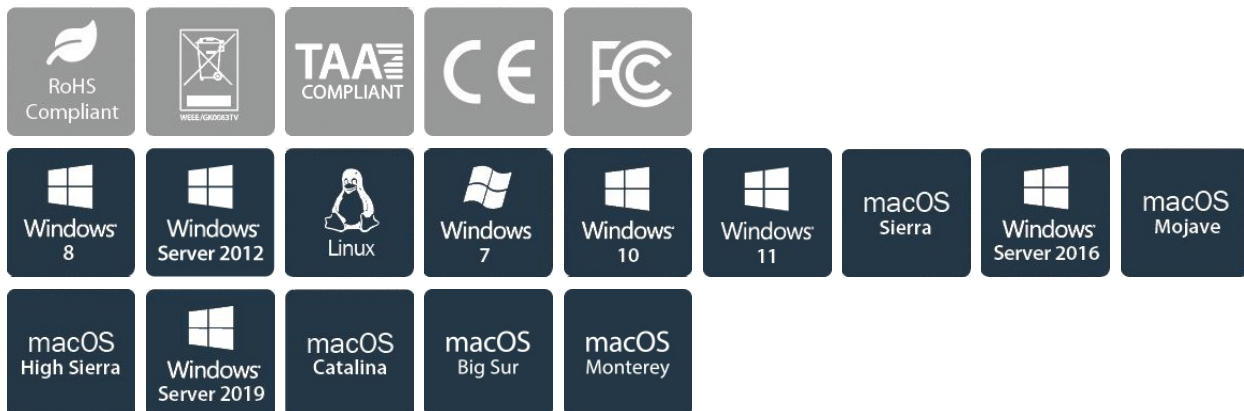 RoHS
Compliant
WEEE/GK0083TV
TAA
COMPLIANT
CE
FC
Windows
8
Windows
Server 2012
Linux
Windows
7
Windows
10
Windows
11
macOS
Sierra
Windows
Server 2016
macOS
Mojave
macOS
High Sierra
Windows
Server 2019
macOS
Catalina
macOS
Big Sur
macOS
Monterey